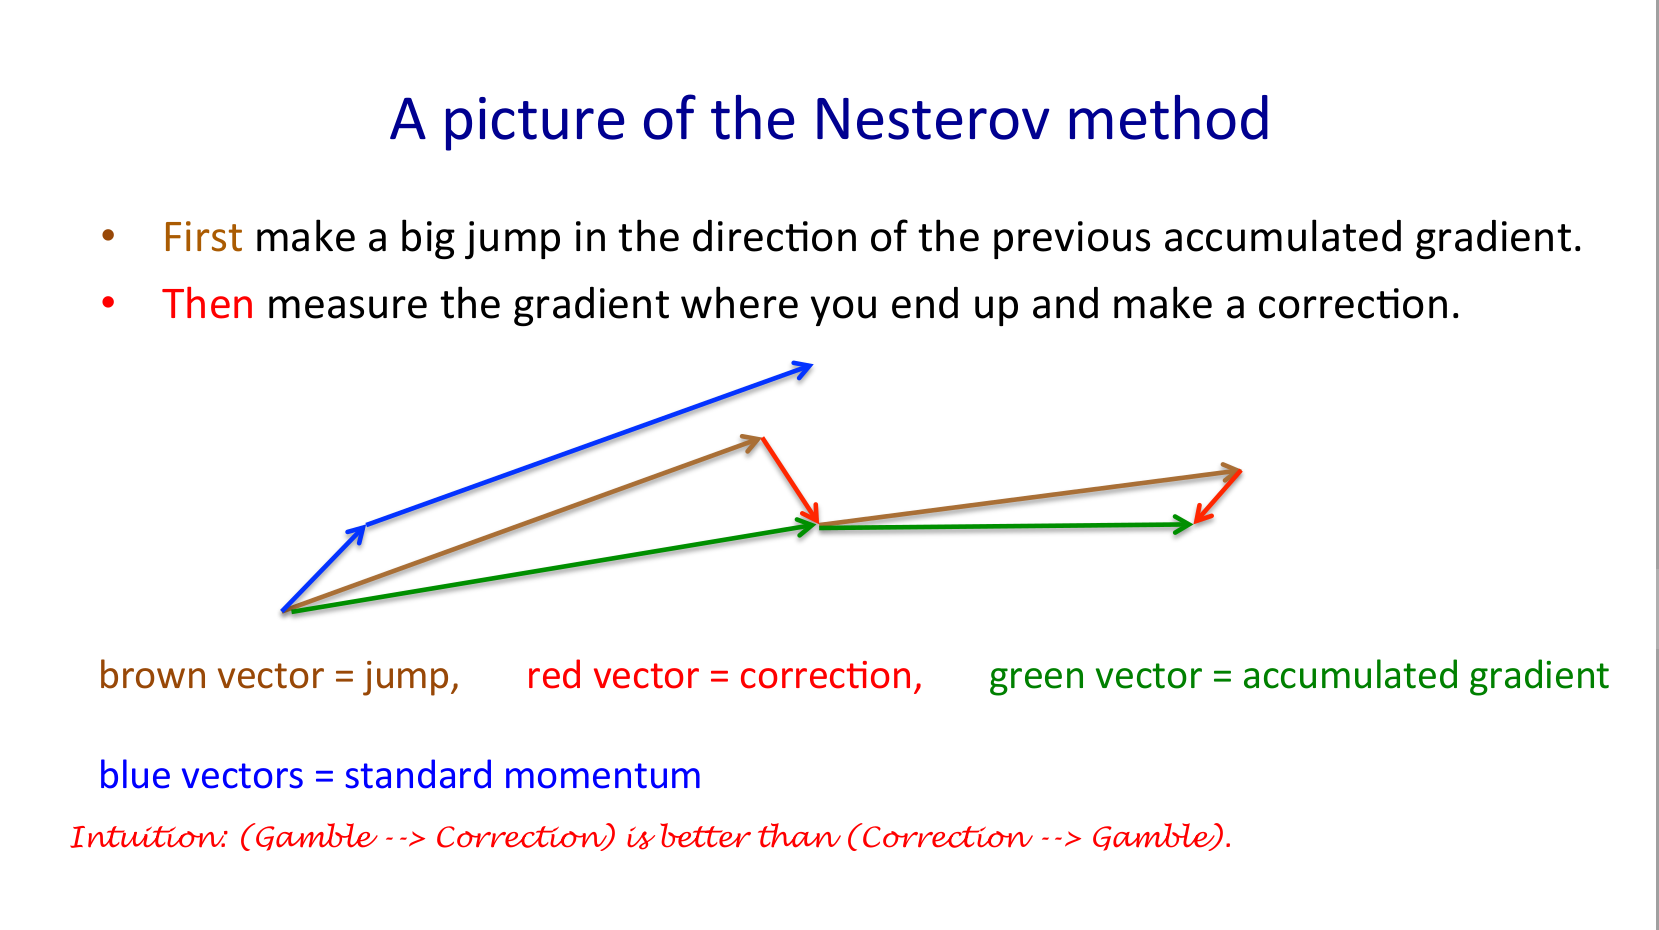 A picture of the Nesterov method
• First make a big jump in the direction of the previous accumulated gradient.
• Then measure the gradient where you end up and make a correction.
brown vector = jump, red vector = correction, green vector = accumulated gradient
blue vectors = standard momentum
Intuition: (Gamble --> Correction) is better than (Correction --> Gamble).